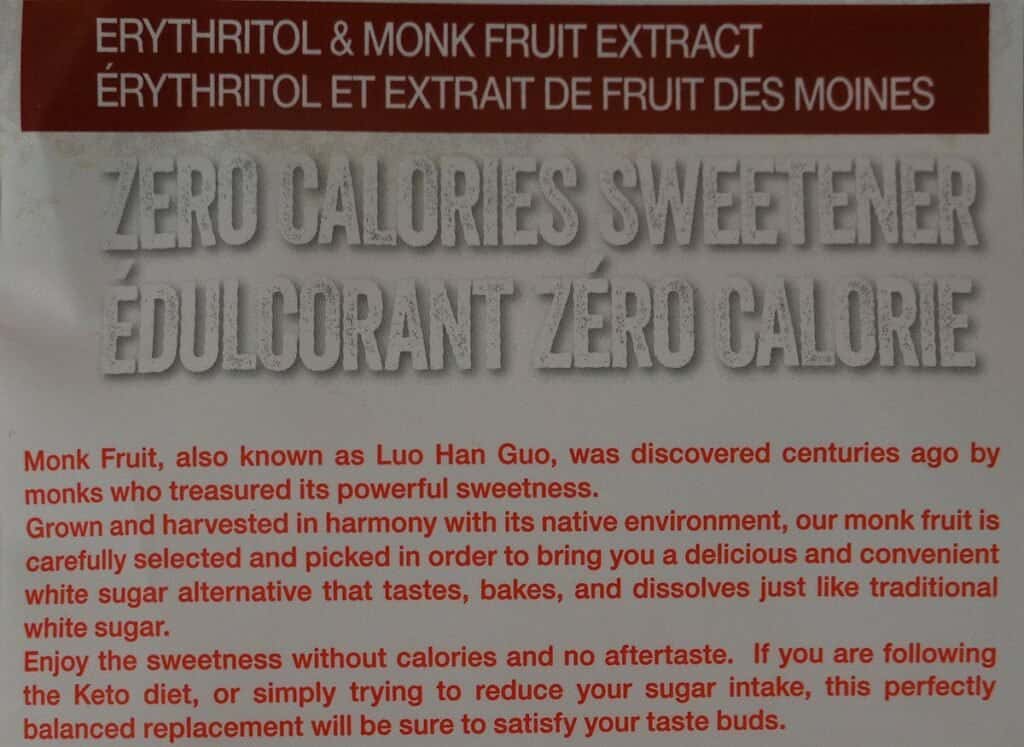 ERYTHRITOL & MONK FRUIT EXTRACT
ÉRYTHRITOL ET EXTRAIT DE FRUIT DES MOINES
ZERO CALORIES SWEETENER
ÉDULCORANT ZÉRO CALORIE
Monk Fruit, also known as Luo Han Guo, was discovered centuries ago by
monks who treasured its powerful sweetness.
Grown and harvested in harmony with its native environment, our monk fruit is
carefully selected and picked in order to bring you a delicious and convenient
white sugar alternative that tastes, bakes, and dissolves just like traditional
white sugar.
Enjoy the sweetness without calories and no aftertaste. If you are following
the Keto diet, or simply trying to reduce your sugar intake, this perfectly
balanced replacement will be sure to satisfy your taste buds.